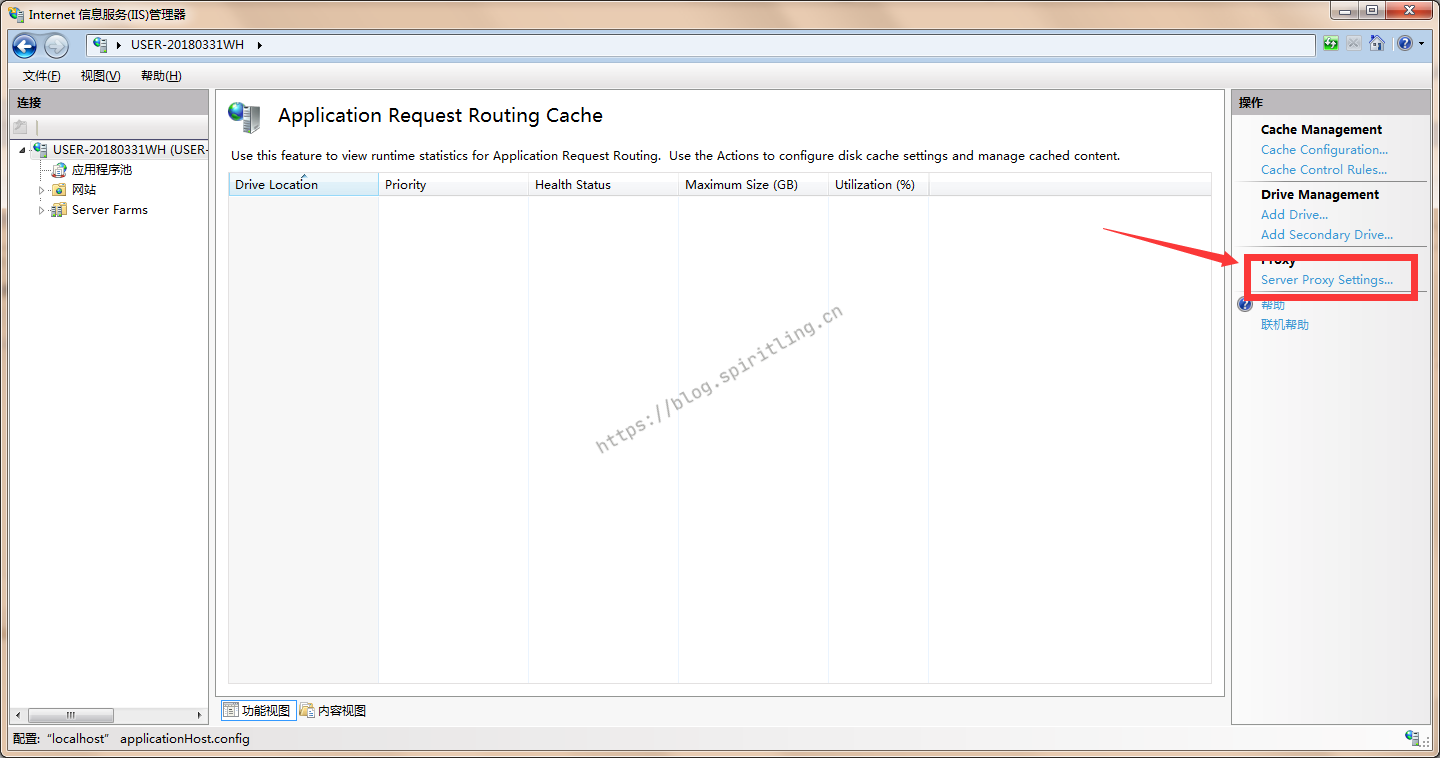 Internet 信息服务(IIS)管理器
USER-20180331WH
文件(F) 视图(V) 帮助(H)
连接
USER-20180331WH (USER-
应用程序池
网站
Server Farms
Application Request Routing Cache
Use this feature to view runtime statistics for Application Request Routing. Use the Actions to configure disk cache settings and manage cached content.
Drive Location Priority Health Status Maximum Size (GB) Utilization (%)
https://blog.spiritling.cn
功能视图 内容视图
操作
Cache Management
Cache Configuration...
Cache Control Rules...
Drive Management
Add Drive...
Add Secondary Drive...
Proxy
Server Proxy Settings...
帮助
联机帮助
配置: "localhost" applicationHost.config